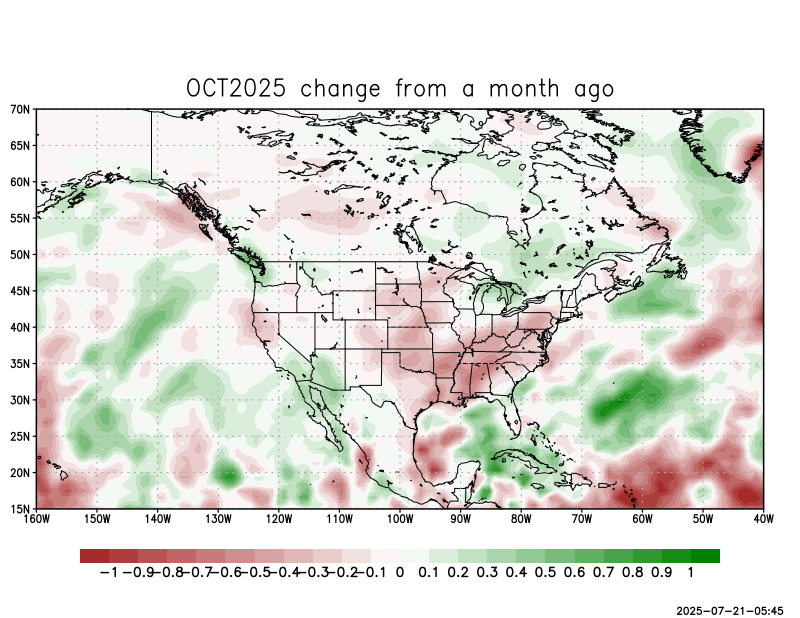 OCT2025 change from a month ago
70N
65N
60N
55N
50N
45N
40N
35N
30N
25N
20N
15N
160W 150W 140W 130W 120W 110W 100W 90W 80W 70W 60W 50W 40W
-1 -0.9 -0.8 -0.7 -0.6 -0.5 -0.4 -0.3 -0.2 -0.1 0 0.1 0.2 0.3 0.4 0.5 0.6 0.7 0.8 0.9 1
2025-07-21-05:45